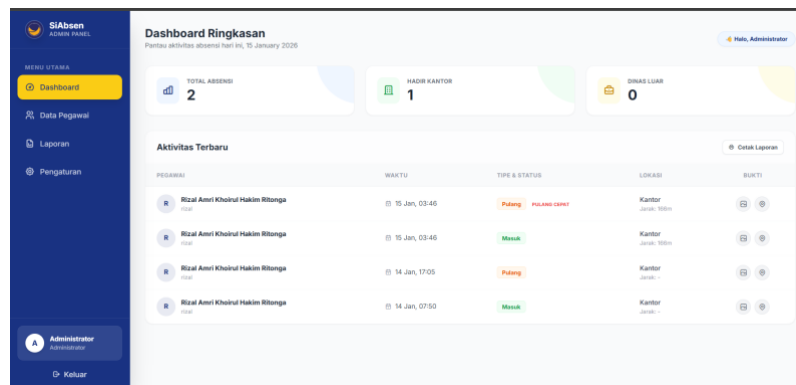 SiAbsen
ADMIN PANEL
MENU UTAMA
Dashboard
Data Pegawai
Laporan
Pengaturan
A
Administrator
Administrator
Keluar
Dashboard Ringkasan
Pantau aktivitas absensi hari ini, 15 January 2026
Halo, Administrator
TOTAL ABSENSI
2
HADIR KANTOR
1
DINAS LUAR
0
Aktivitas Terbaru
Cetak Laporan
PEGAWAI WAKTU TIPE & STATUS LOKASI BUKTI
R Rizal Amri Khoirul Hakim Ritonga 15 Jan, 03:46 Pulang PULANG CEPAT Kantor
rizal Jarak: 166m
R Rizal Amri Khoirul Hakim Ritonga 15 Jan, 03:46 Masuk Kantor
rizal Jarak: 166m
R Rizal Amri Khoirul Hakim Ritonga 14 Jan, 17:05 Pulang Kantor
rizal Jarak: -
R Rizal Amri Khoirul Hakim Ritonga 14 Jan, 07:50 Masuk Kantor
rizal Jarak: -